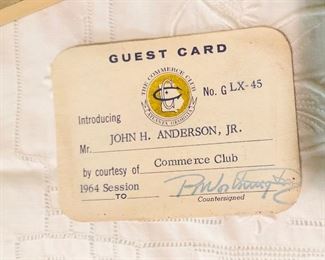 GUEST CARD
THE COMMERCE CLUB
ATLANTA, GEORGIA
No. G LX-45
Introducing
Mr. JOHN H. ANDERSON, JR.
by courtesy of Commerce Club
1964 Session
TO
Countersigned